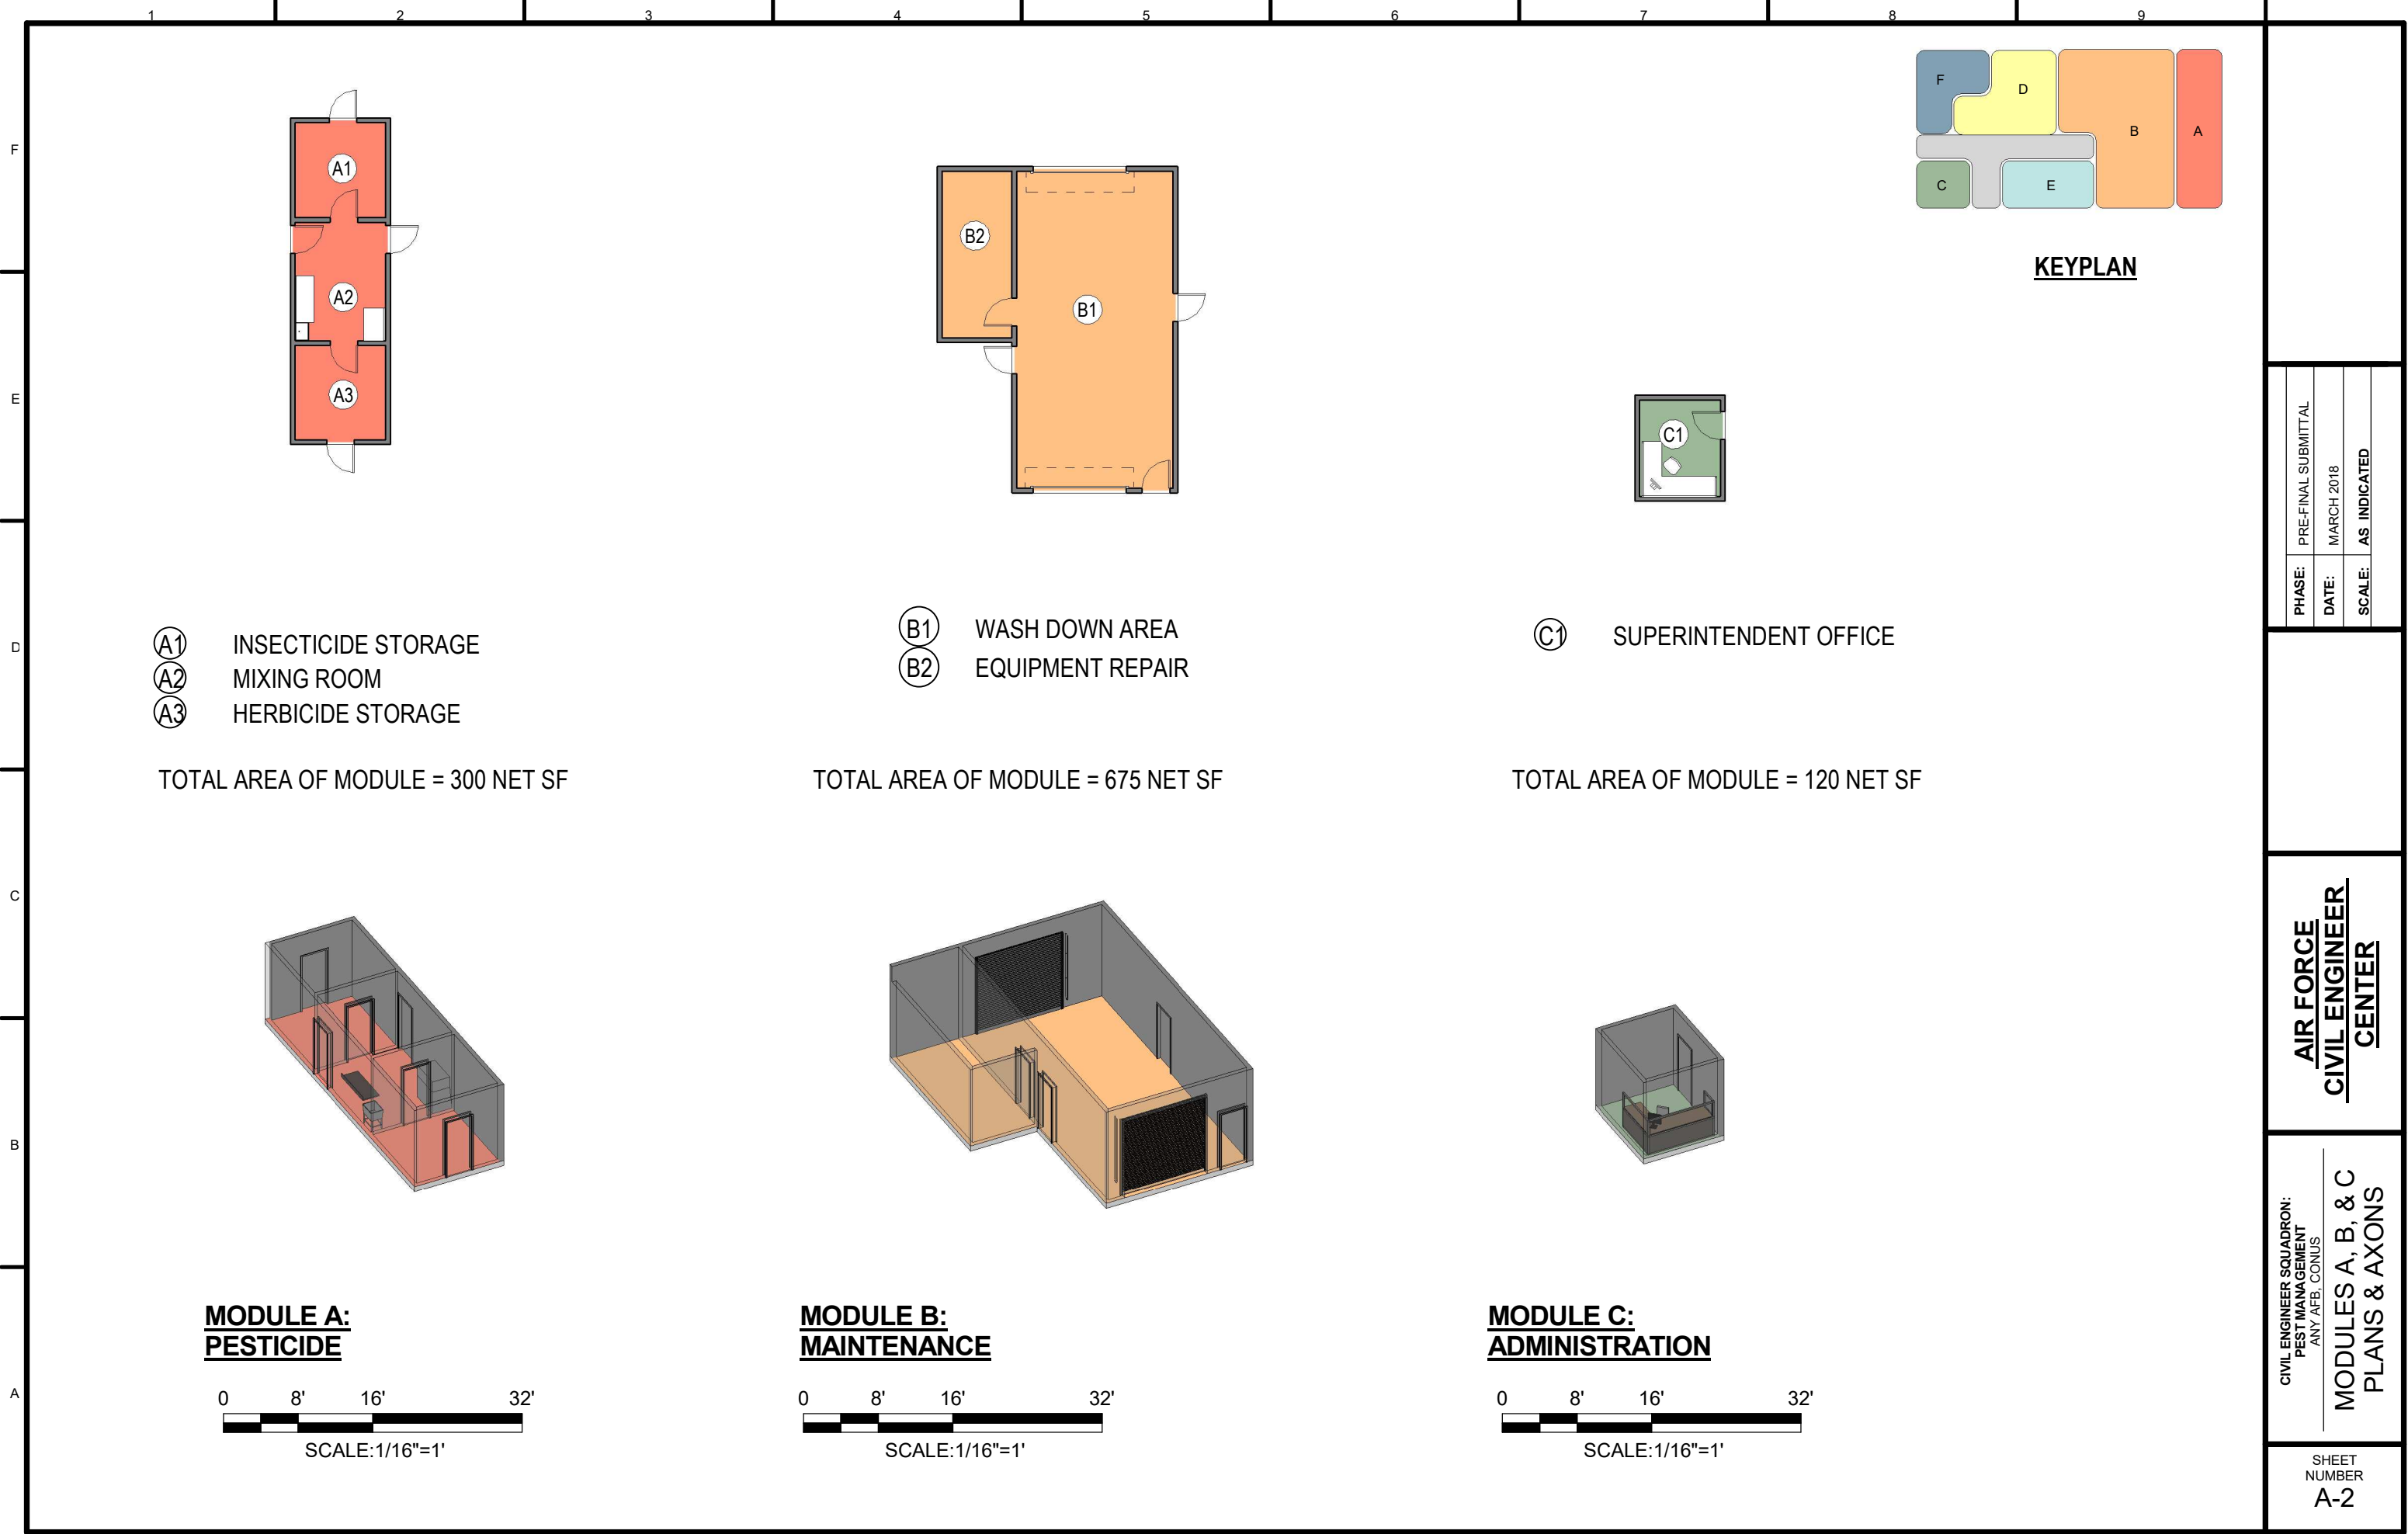 1 2 3 4 5 6 7 8 9
F
E
D
C
B
A
A1
A2
A3
B2
B1
C1
F
D
B
A
C
E
KEYPLAN
A1 INSECTICIDE STORAGE
A2 MIXING ROOM
A3 HERBICIDE STORAGE
TOTAL AREA OF MODULE = 300 NET SF
B1 WASH DOWN AREA
B2 EQUIPMENT REPAIR
TOTAL AREA OF MODULE = 675 NET SF
C1 SUPERINTENDENT OFFICE
TOTAL AREA OF MODULE = 120 NET SF
MODULE A:
PESTICIDE
0 8' 16' 32'
SCALE:1/16"=1'
MODULE B:
MAINTENANCE
0 8' 16' 32'
SCALE:1/16"=1'
MODULE C:
ADMINISTRATION
0 8' 16' 32'
SCALE:1/16"=1'
PHASE: PRE-FINAL SUBMITTAL
DATE: MARCH 2018
SCALE: AS INDICATED
AIR FORCE
CIVIL ENGINEER
CENTER
CIVIL ENGINEER SQUADRON:
PEST MANAGEMENT
ANY AFB, CONUS
MODULES A, B, & C
PLANS & AXONS
SHEET
NUMBER
A-2